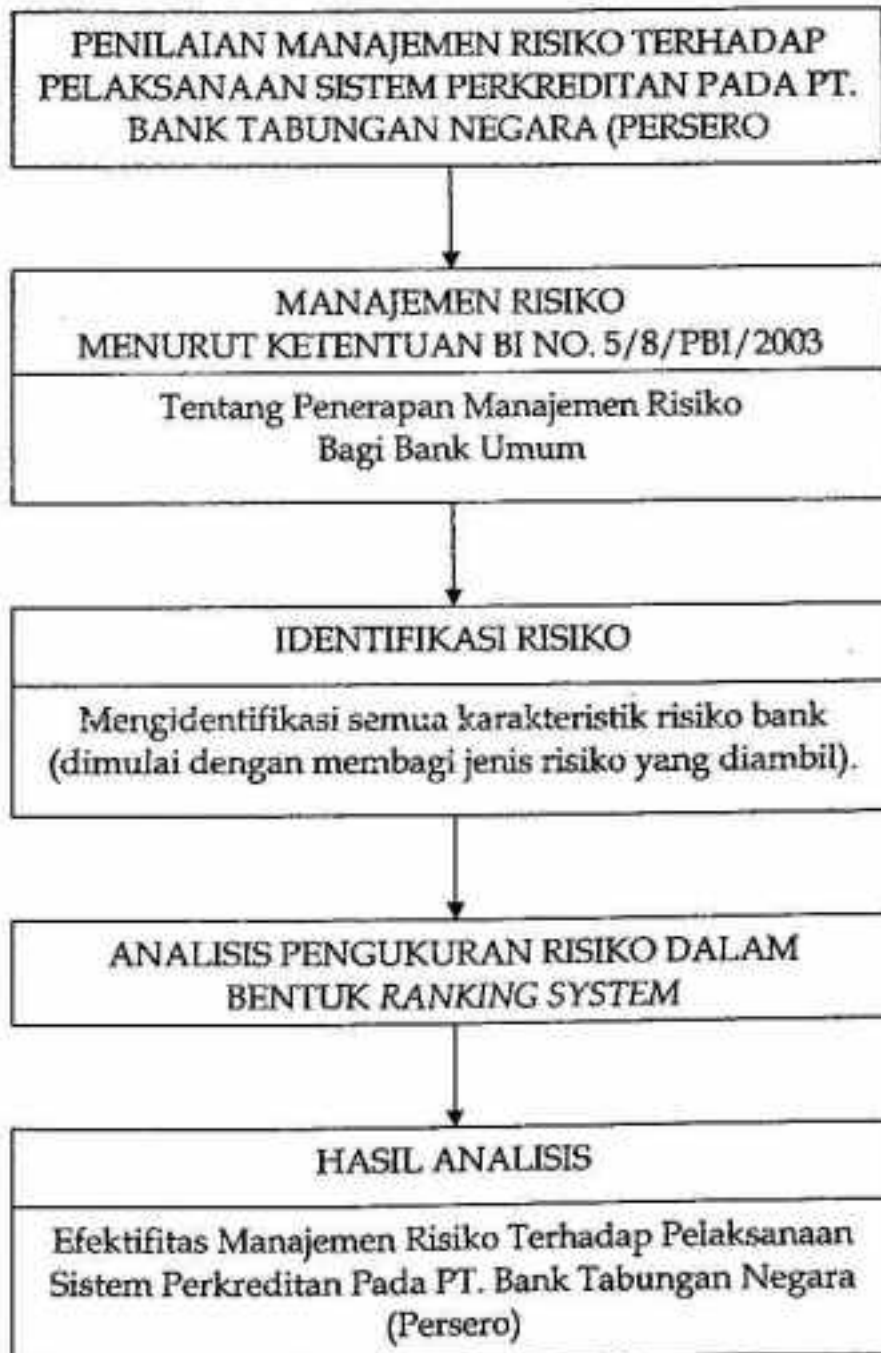 PENILAIAN MANAJEMEN RISIKO TERHADAP
PELAKSANAAN SISTEM PERKREDITAN PADA PT.
BANK TABUNGAN NEGARA (PERSERO
MANAJEMEN RISIKO
MENURUT KETENTUAN BI NO. 5/8/PBI/2003
Tentang Penerapan Manajemen Risiko
Bagi Bank Umum
IDENTIFIKASI RISIKO
Mengidentifikasi semua karakteristik risiko bank
(dimulai dengan membagi jenis risiko yang diambil).
ANALISIS PENGUKURAN RISIKO DALAM
BENTUK RANKING SYSTEM
HASIL ANALISIS
Efektifitas Manajemen Risiko Terhadap Pelaksanaan
Sistem Perkreditan Pada PT. Bank Tabungan Negara
(Persero)